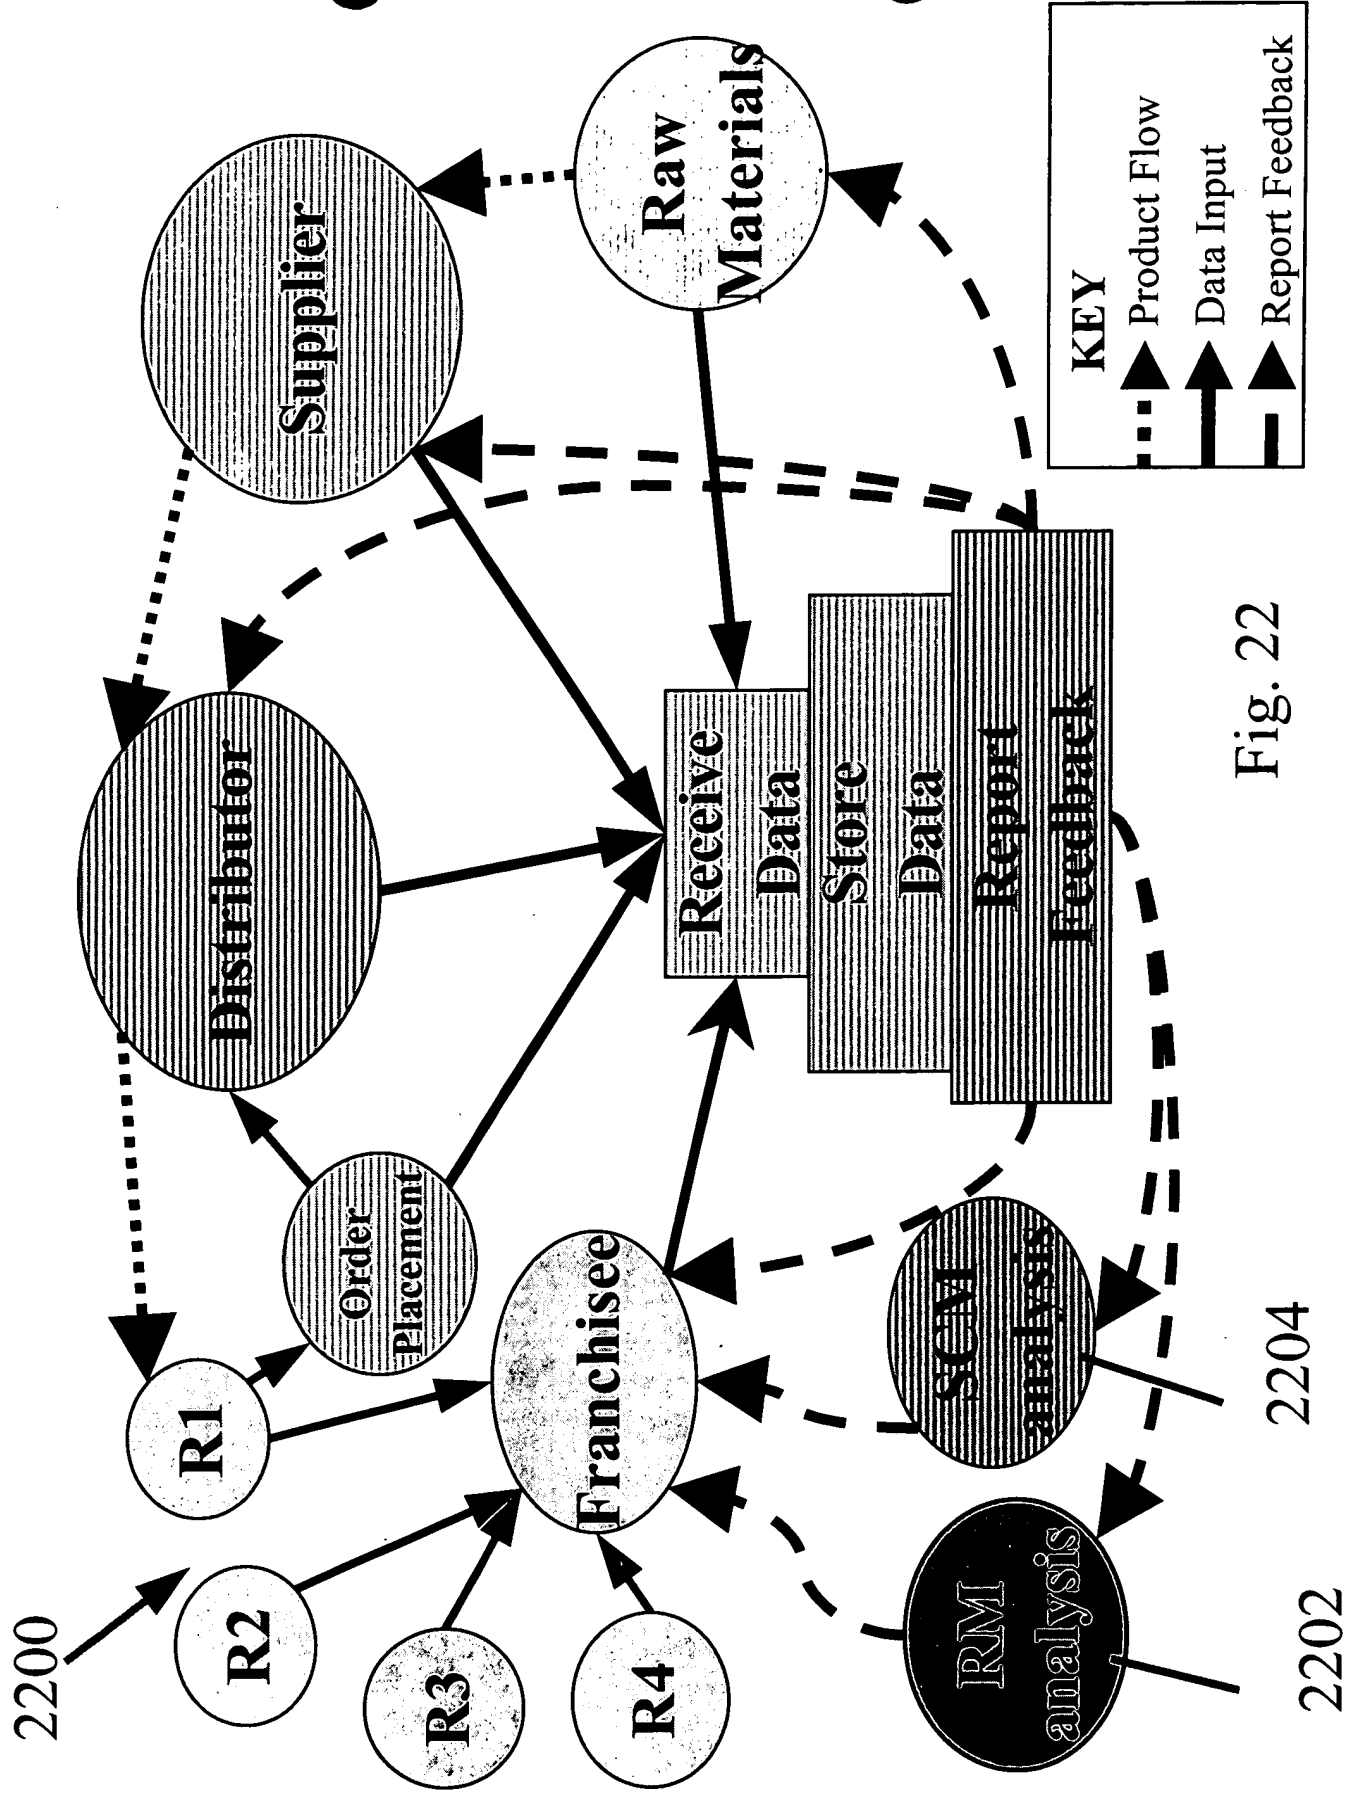 2200
R1
R2
R3
R4
Order
Placement
Distributor
Supplier
Franchisee
Raw
Materials
Receive
Data
Store
Data
Report
Feedback
SCM
analysis
RM
analysis
2204
2202
KEY
Product Flow
Data Input
Report Feedback
Fig. 22